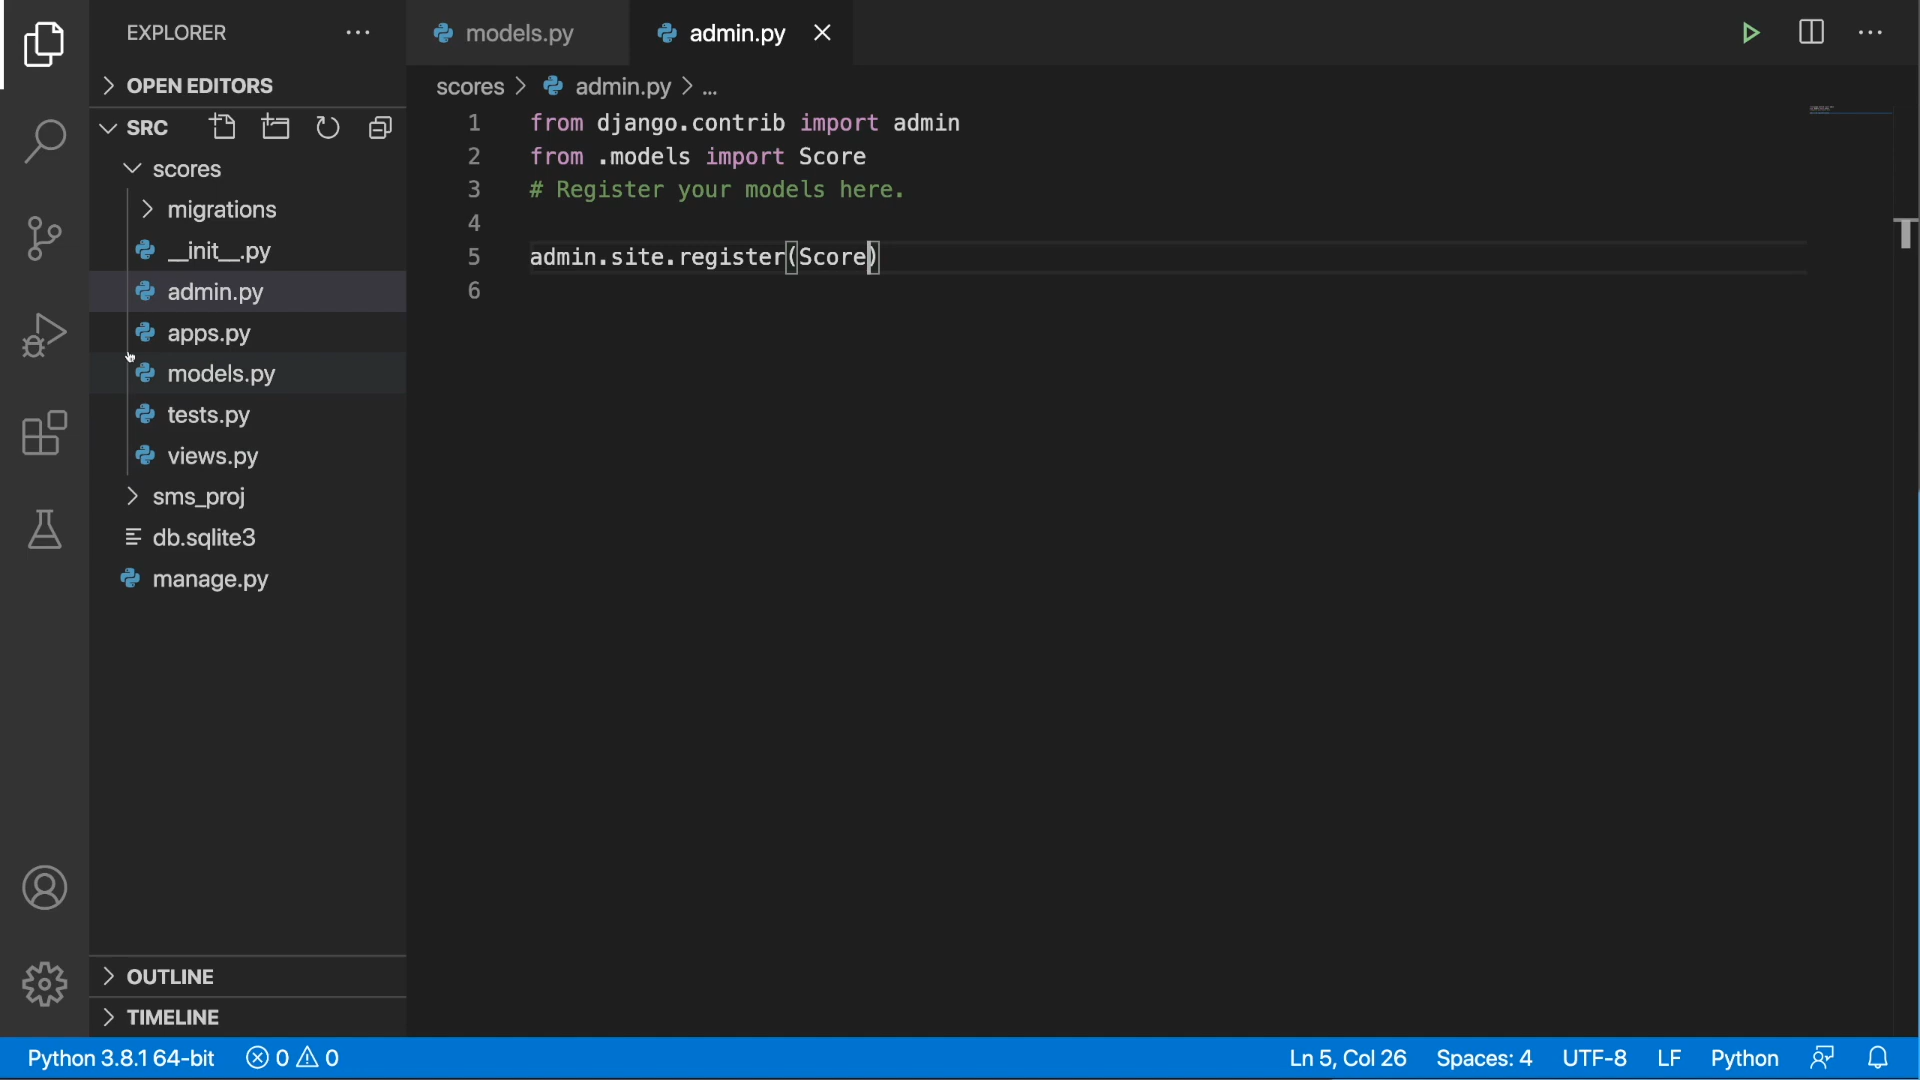 EXPLORER
OPEN EDITORS
SRC
scores
migrations
__init__.py
admin.py
apps.py
models.py
tests.py
views.py
sms_proj
db.sqlite3
manage.py
OUTLINE
TIMELINE
models.py
admin.py
scores > admin.py > ...
1 from django.contrib import admin
2 from .models import Score
3 # Register your models here.
4
5 admin.site.register(Score)
6
T
Python 3.8.1 64-bit 0 0 Ln 5, Col 26 Spaces: 4 UTF-8 LF Python